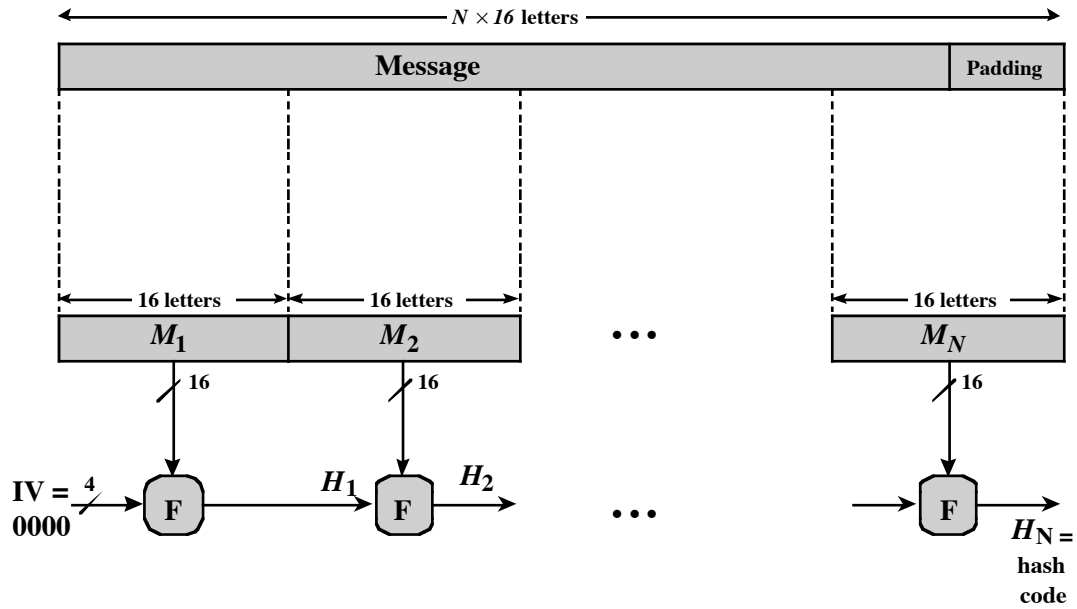 N × 16 letters
Message
Padding
16 letters
16 letters
16 letters
M1
M2
• • •
MN
16
16
16
IV =
0000
4
F
H1
F
H2
• • •
F
HN =
hash
code